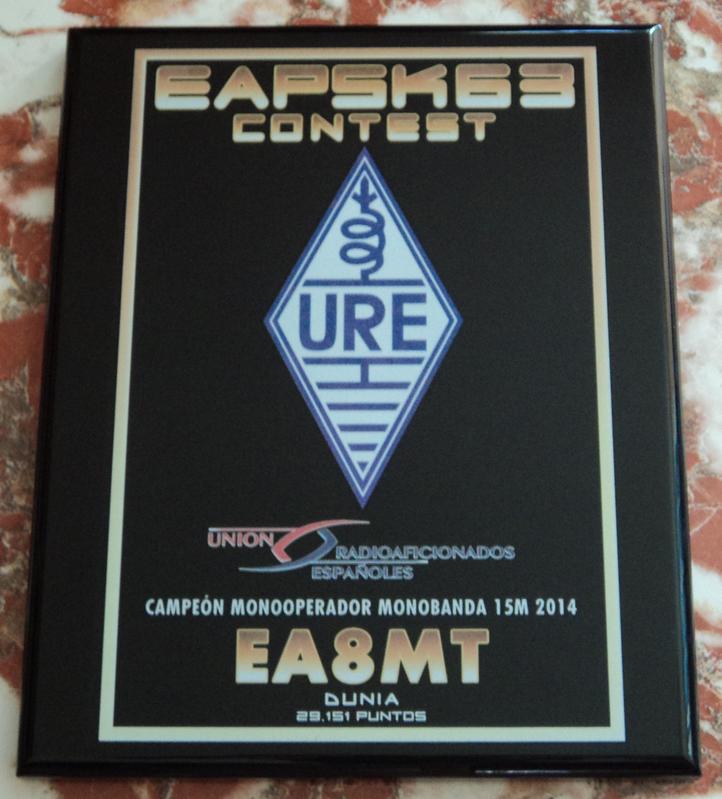 EAPSK63
CONTEST
URE
UNION
RADIOAFICIONADOS
ESPAÑOLES
CAMPEÓN MONOOPERADOR MONOBANDA 15M 2014
EA8MT
DUNIA
29.151 PUNTOS